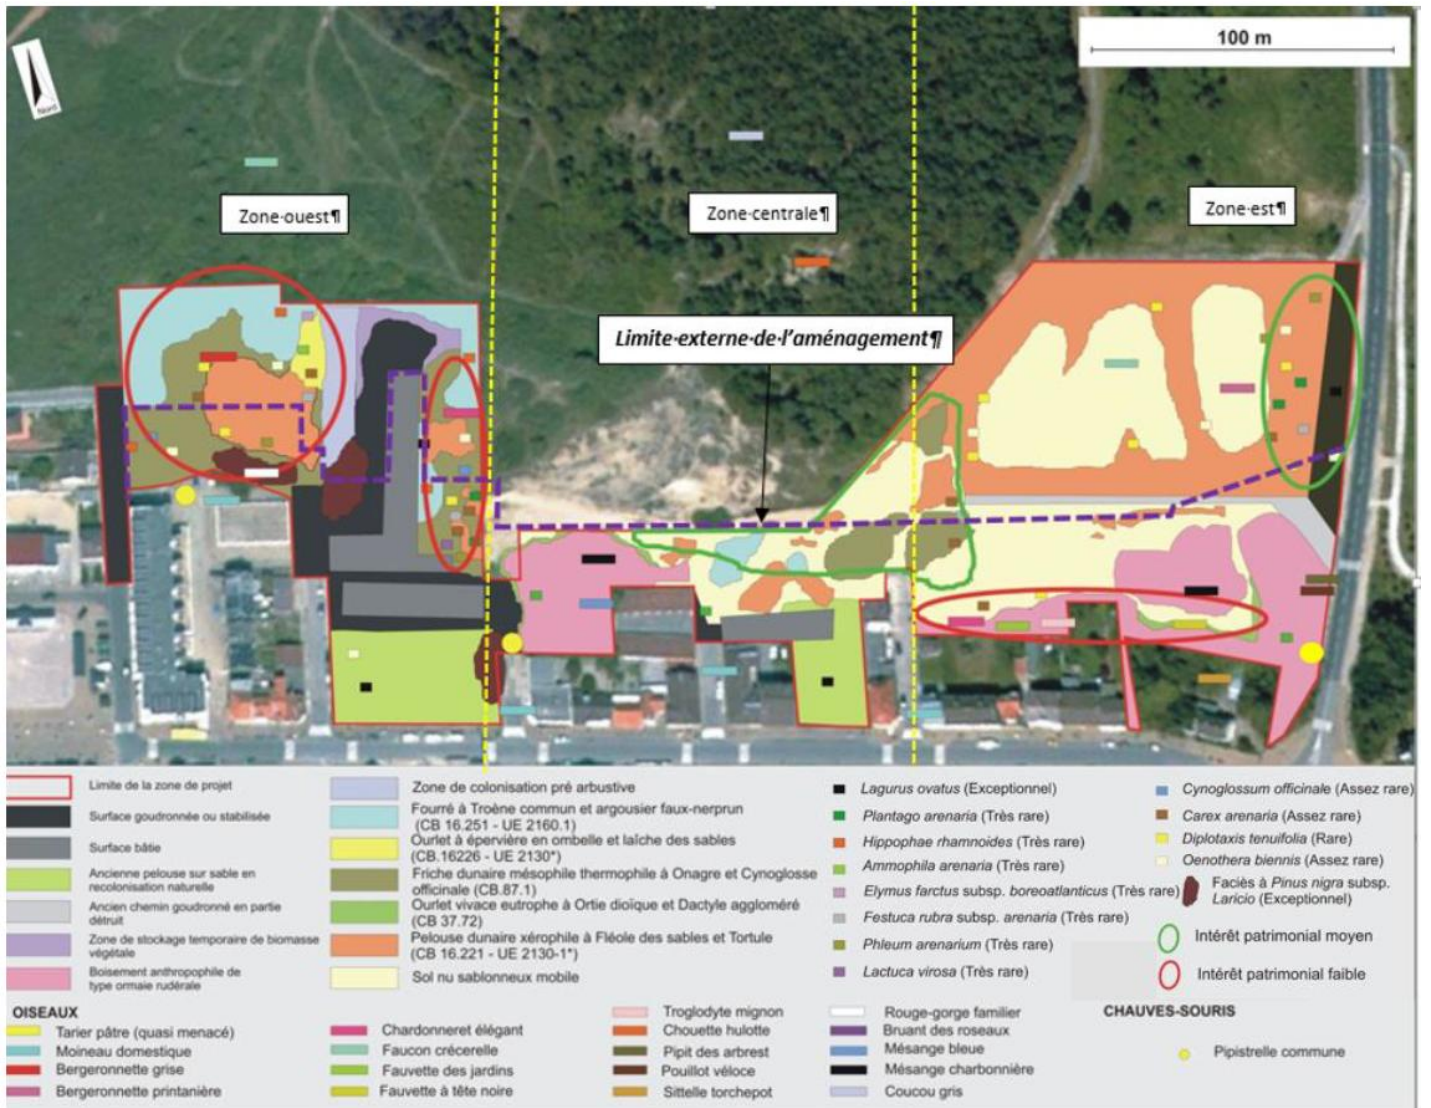 100 m
Nord
Zone·ouest¶
Zone·centrale¶
Zone·est¶
Limite·externe·de·l'aménagement¶
Limite de la zone de projet
Surface goudronnée ou stabilisée
Surface bâtie
Ancienne pelouse sur sable en
recolonisation naturelle
Ancien chemin goudronné en partie
détruit
Zone de stockage temporaire de biomasse
végétale
Boisement anthropophile de
type ormaie rudérale
Zone de colonisation pré arbustive
Fourré à Troène commun et argousier faux-nerprun
(CB 16.251 - UE 2160.1)
Ourlet à épervière en ombelle et laîche des sables
(CB.16226 - UE 2130*)
Friche dunaire mésophile thermophile à Onagre et Cynoglosse
officinale (CB.87.1)
Ourlet vivace eutrophe à Ortie dioïque et Dactyle aggloméré
(CB 37.72)
Pelouse dunaire xérophile à Fléole des sables et Tortule
(CB 16.221 - UE 2130-1*)
Sol nu sablonneux mobile
Lagurus ovatus (Exceptionnel)
Plantago arenaria (Très rare)
Hippophae rhamnoides (Très rare)
Ammophila arenaria (Très rare)
Elymus farctus subsp. boreoatlanticus (Très rare)
Festuca rubra subsp. arenaria (Très rare)
Phleum arenarium (Très rare)
Lactuca virosa (Très rare)
Cynoglossum officinale (Assez rare)
Carex arenaria (Assez rare)
Diplotaxis tenuifolia (Rare)
Oenothera biennis (Assez rare)
Faciès à Pinus nigra subsp.
Laricio (Exceptionnel)
Intérêt patrimonial moyen
Intérêt patrimonial faible
OISEAUX
Tarier pâtre (quasi menacé)
Moineau domestique
Bergeronnette grise
Bergeronnette printanière
Chardonneret élégant
Faucon crécerelle
Fauvette des jardins
Fauvette à tête noire
Troglodyte mignon
Chouette hulotte
Pipit des arbrest
Pouillot véloce
Sittelle torchepot
Rouge-gorge familier
Bruant des roseaux
Mésange bleue
Mésange charbonnière
Coucou gris
CHAUVES-SOURIS
Pipistrelle commune